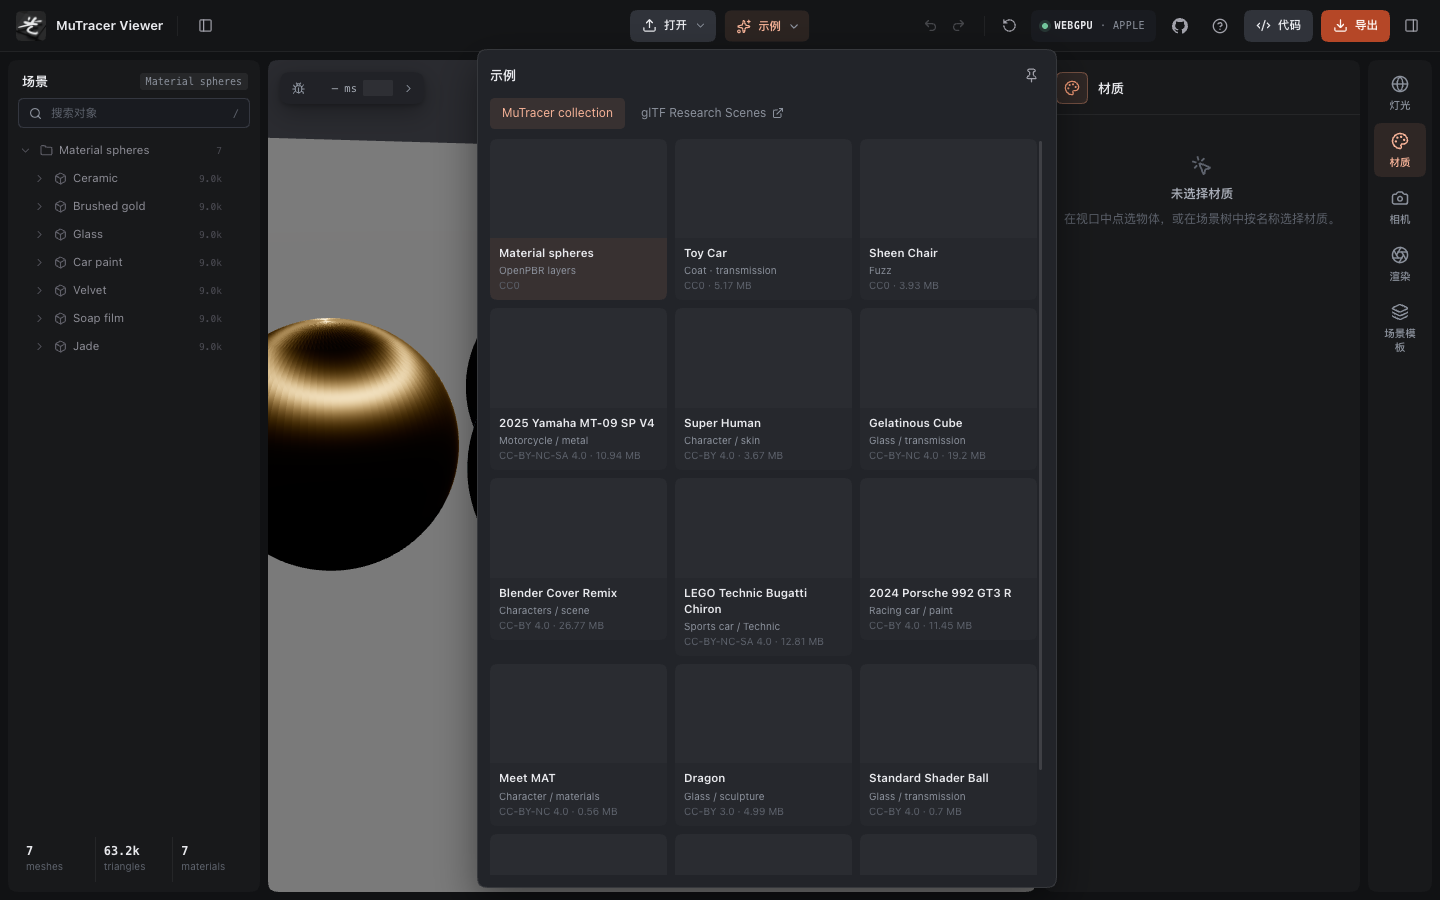 MuTracer Viewer
打开
示例
WEBGPU · APPLE
代码
导出
场景
Material spheres
搜索对象
/
Material spheres 7
Ceramic 9.0k
Brushed gold 9.0k
Glass 9.0k
Car paint 9.0k
Velvet 9.0k
Soap film 9.0k
Jade 9.0k
7
meshes
63.2k
triangles
7
materials
– ms
示例
MuTracer collection
glTF Research Scenes
Material spheres
OpenPBR layers
CC0
Toy Car
Coat · transmission
CC0 · 5.17 MB
Sheen Chair
Fuzz
CC0 · 3.93 MB
2025 Yamaha MT-09 SP V4
Motorcycle / metal
CC-BY-NC-SA 4.0 · 10.94 MB
Super Human
Character / skin
CC-BY 4.0 · 3.67 MB
Gelatinous Cube
Glass / transmission
CC-BY-NC 4.0 · 19.2 MB
Blender Cover Remix
Characters / scene
CC-BY 4.0 · 26.77 MB
LEGO Technic Bugatti
Chiron
Sports car / Technic
CC-BY-NC-SA 4.0 · 12.81 MB
2024 Porsche 992 GT3 R
Racing car / paint
CC-BY 4.0 · 11.45 MB
Meet MAT
Character / materials
CC-BY-NC 4.0 · 0.56 MB
Dragon
Glass / sculpture
CC-BY 3.0 · 4.99 MB
Standard Shader Ball
Glass / transmission
CC-BY 4.0 · 0.7 MB
材质
未选择材质
在视口中点选物体，或在场景树中按名称选择材质。
灯光
材质
相机
渲染
场景模
板